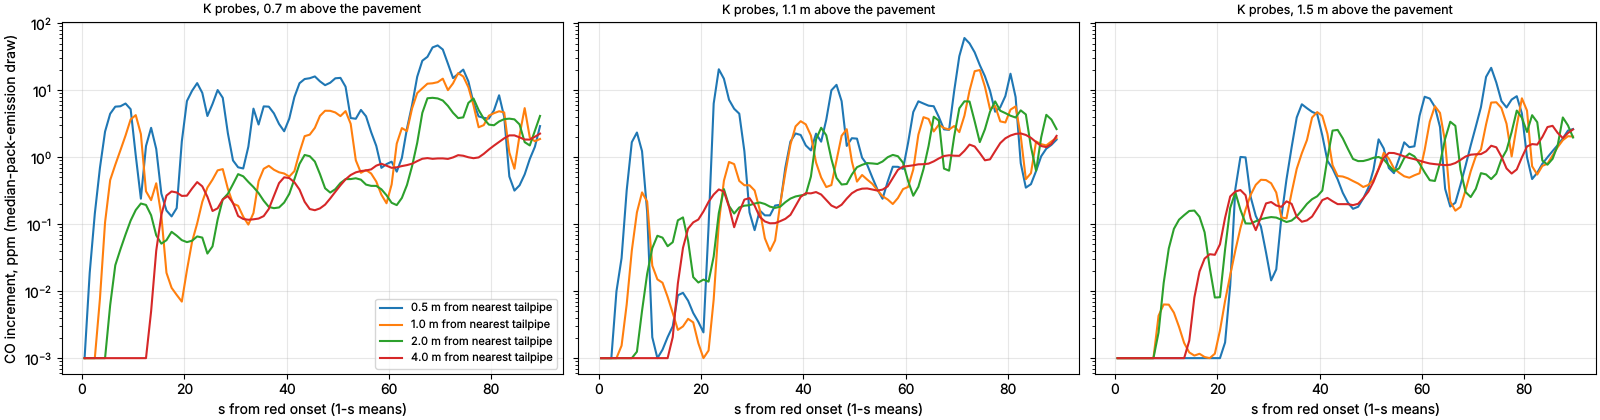 K probes, 0.7 m above the pavement
K probes, 1.1 m above the pavement
K probes, 1.5 m above the pavement
CO increment, ppm (median-pack-emission draw)
10²
10¹
10⁰
10⁻¹
10⁻²
10⁻³
0.5 m from nearest tailpipe
1.0 m from nearest tailpipe
2.0 m from nearest tailpipe
4.0 m from nearest tailpipe
0 20 40 60 80
0 20 40 60 80
0 20 40 60 80
s from red onset (1-s means)
s from red onset (1-s means)
s from red onset (1-s means)